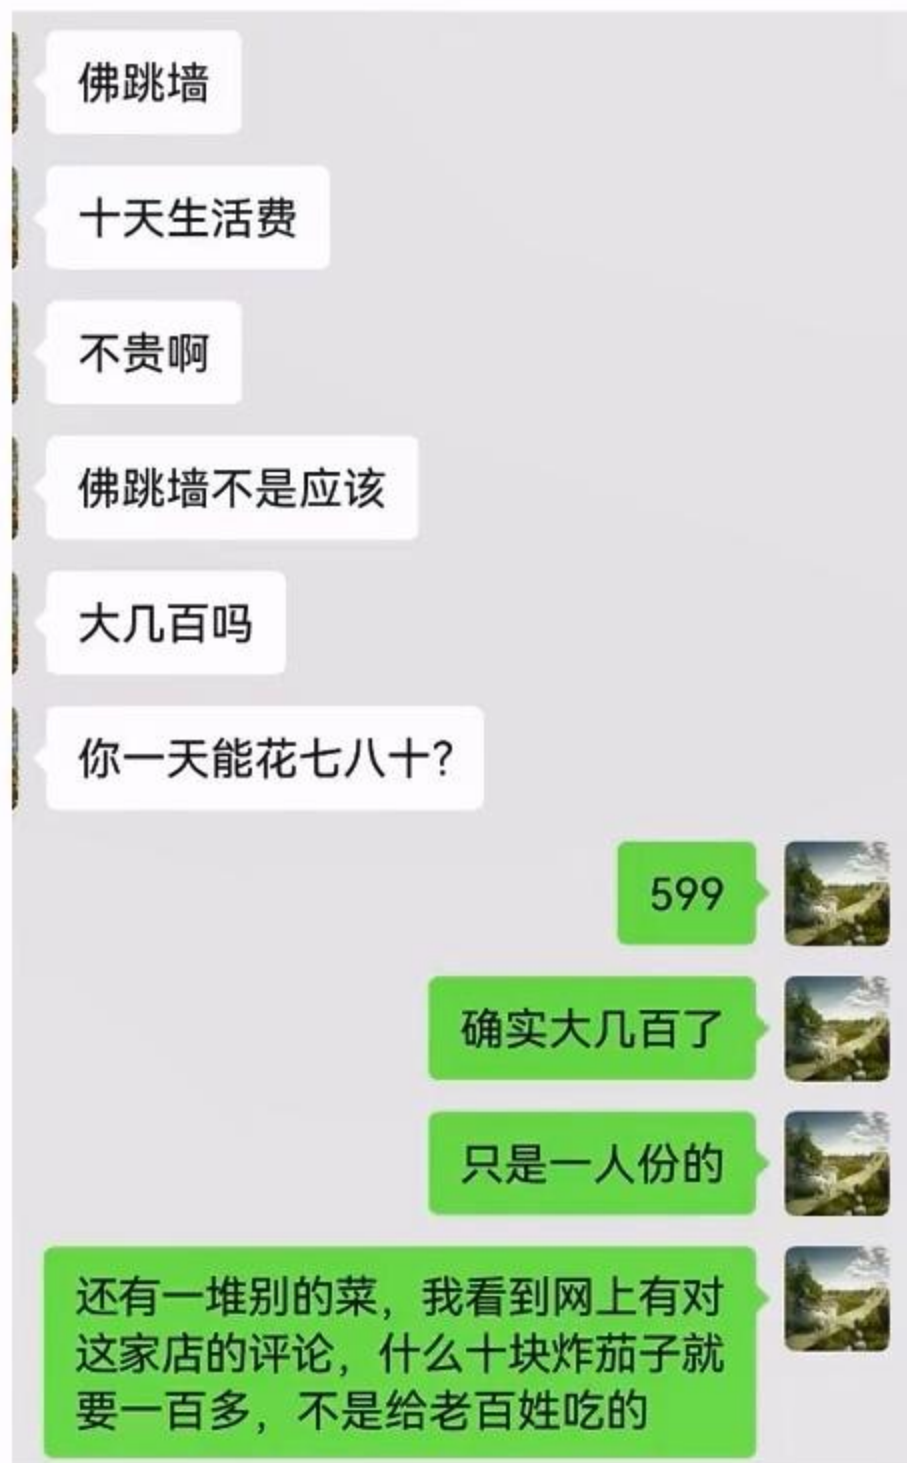 佛跳墙
十天生活费
不贵啊
佛跳墙不是应该
大几百吗
你一天能花七八十?
599
确实大几百了
只是一人份的
还有一堆别的菜，我看到网上有对
这家店的评论，什么十块炸茄子就
要一百多，不是给老百姓吃的